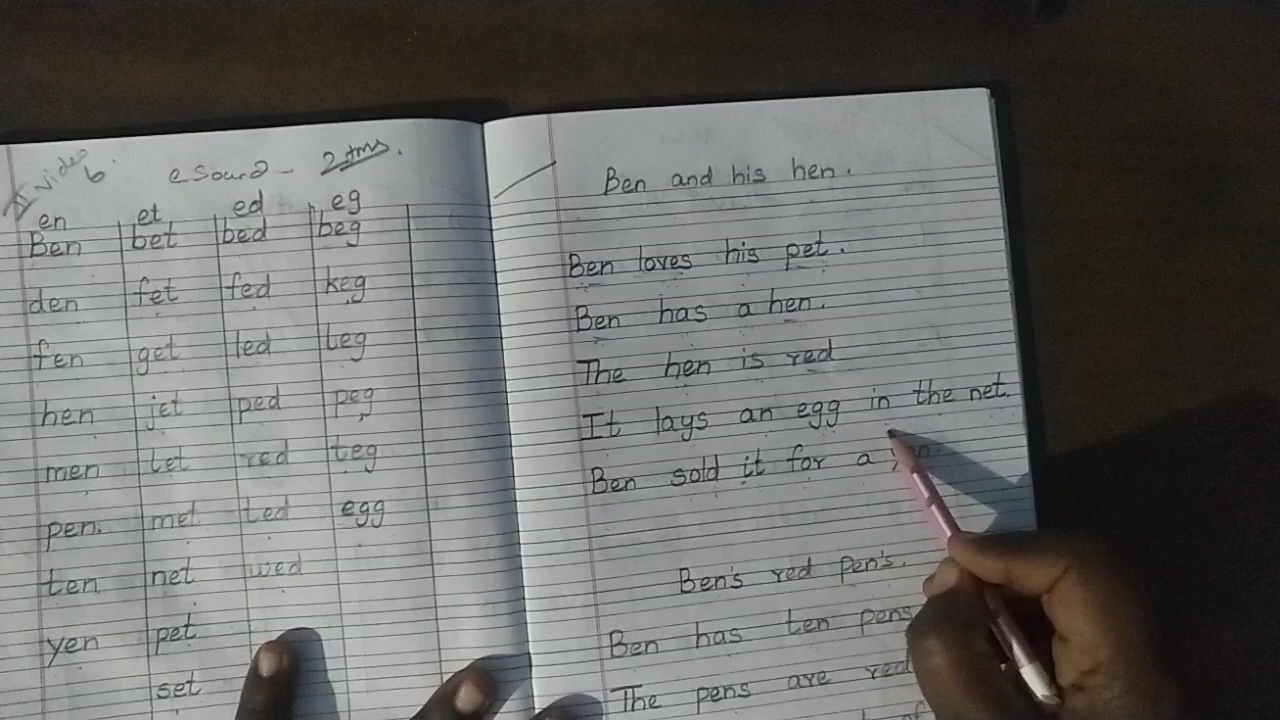 Video 6.
e Sound - 2 tms.
en et ed eg
Ben bet bed beg
den fet fed keg
fen get led leg
hen jet ped peg
men let red teg
pen. met ted egg
ten net wed
yen pet
set
Ben and his hen.
Ben loves his pet.
Ben has a hen.
The hen is red
It lays an egg in the net.
Ben sold it for a yen.
Ben's red pen's.
Ben has ten pens
The pens are red